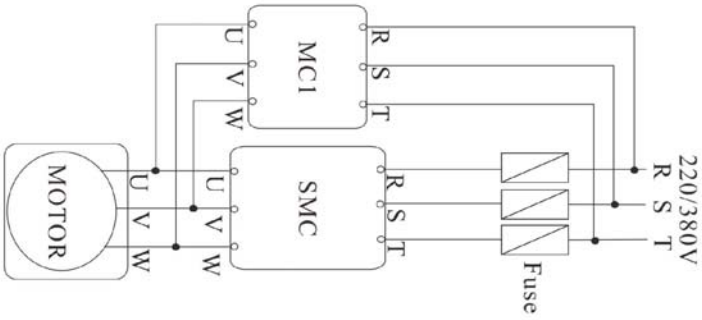 220/380V
R S T
Fuse
R S T
MC1
U V W
R S T
SMC
U V W
U V W
MOTOR